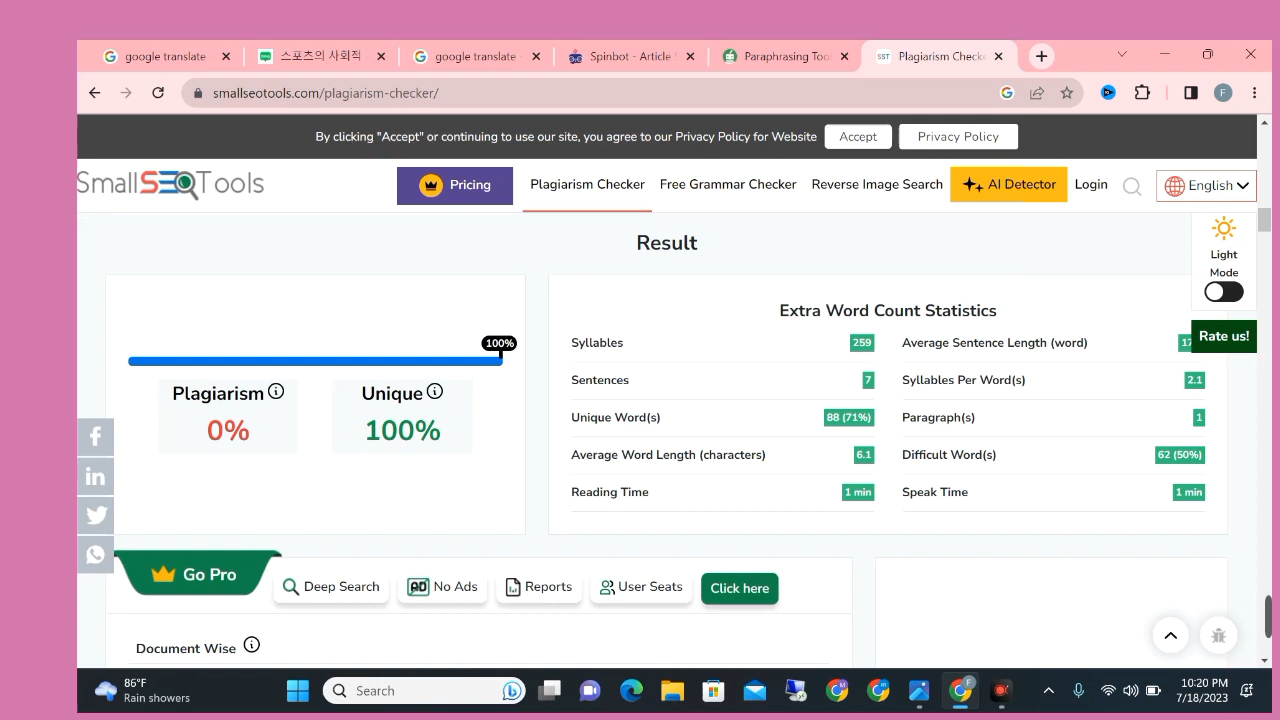 google translate
스포츠의 사회적
google translate
Spinbot - Article
Paraphrasing Tool
Plagiarism Checke
smallseotools.com/plagiarism-checker/
F
By clicking "Accept" or continuing to use our site, you agree to our Privacy Policy for Website
Accept
Privacy Policy
SmallSEOTools
Pricing
Plagiarism Checker
Free Grammar Checker
Reverse Image Search
AI Detector
Login
English
Result
Light
Mode
Rate us!
100%
Plagiarism
0%
Unique
100%
Extra Word Count Statistics
Syllables 259
Sentences 7
Unique Word(s) 88 (71%)
Average Word Length (characters) 6.1
Reading Time 1 min
Average Sentence Length (word)
Syllables Per Word(s) 2.1
Paragraph(s) 1
Difficult Word(s) 62 (50%)
Speak Time 1 min
Go Pro
Deep Search
AD No Ads
Reports
User Seats
Click here
Document Wise
86°F
Rain showers
Search
10:20 PM
7/18/2023